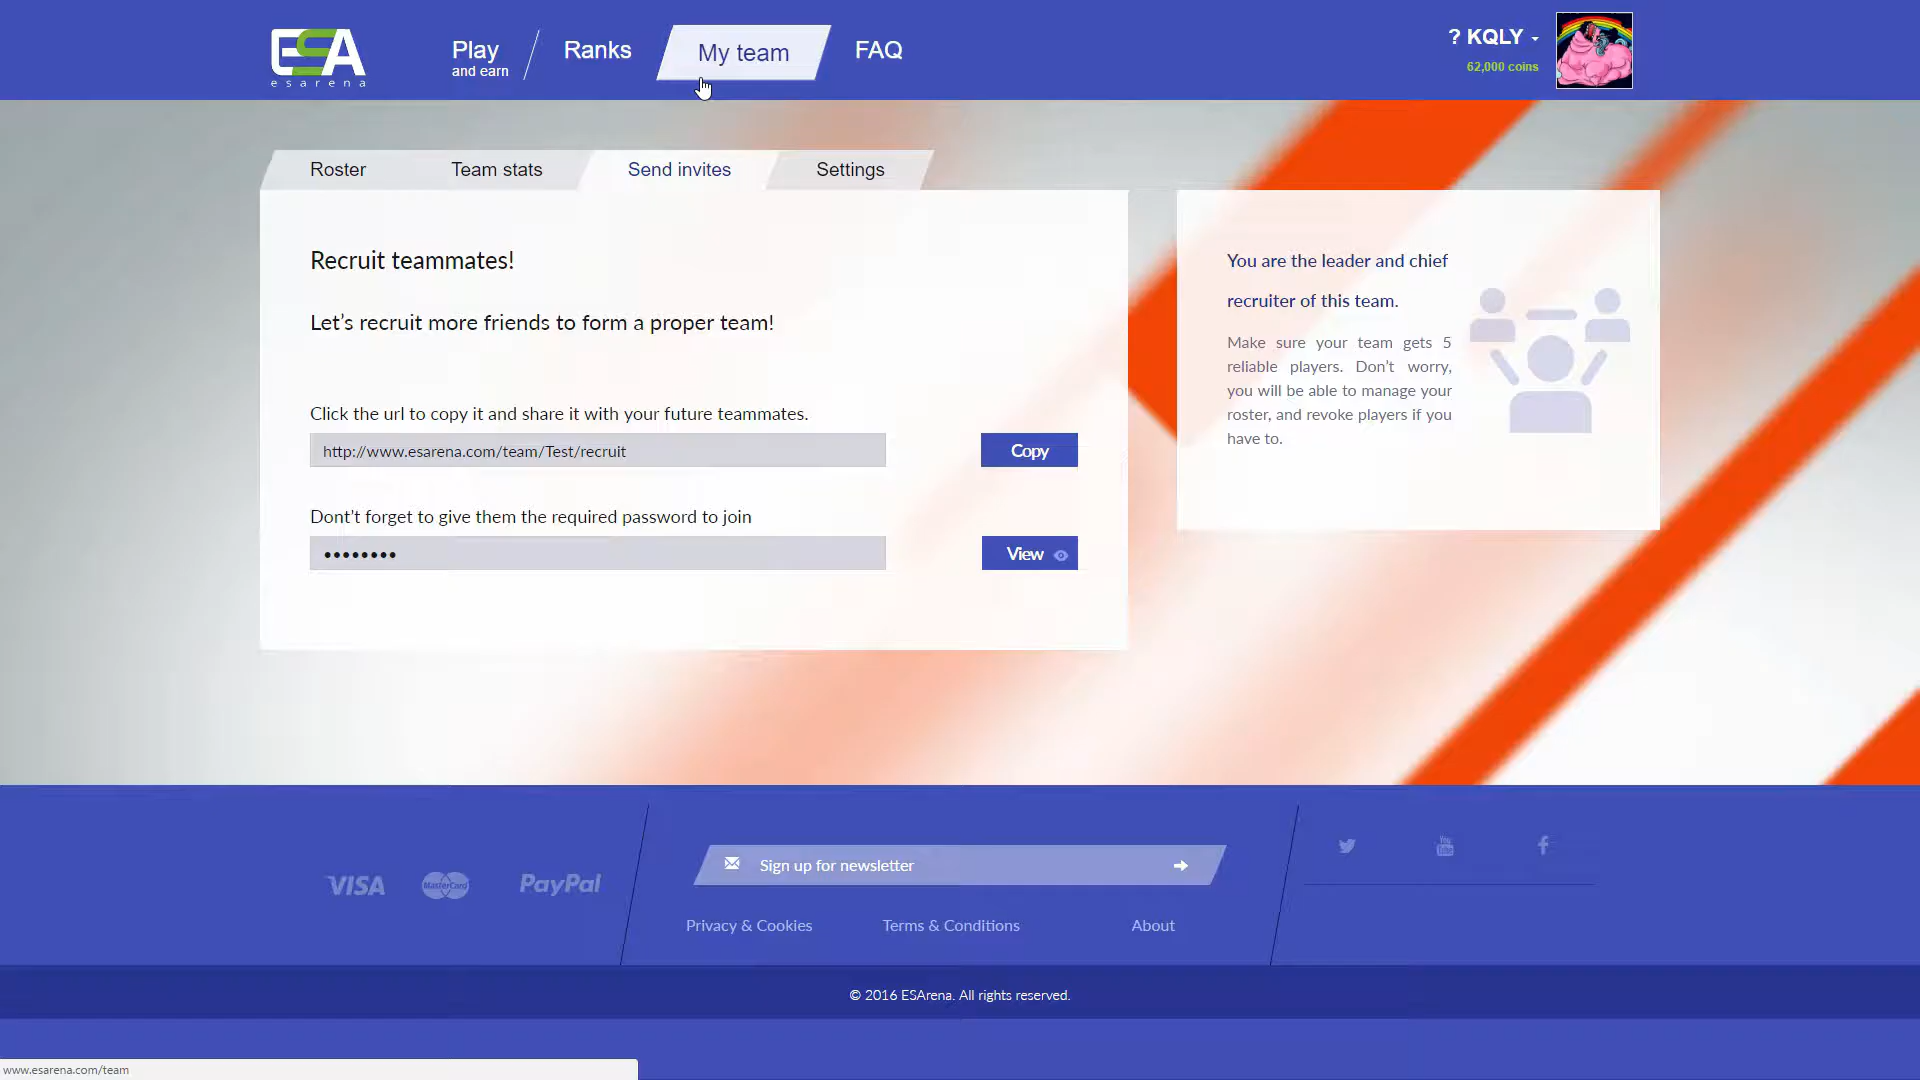 ESA
esarena
Play
and earn
Ranks
My team
FAQ
? KQLY
62,000 coins
Roster
Team stats
Send invites
Settings
Recruit teammates!
Let's recruit more friends to form a proper team!
Click the url to copy it and share it with your future teammates.
http://www.esarena.com/team/Test/recruit
Copy
Dont't forget to give them the required password to join
••••••••
View
You are the leader and chief
recruiter of this team.
Make sure your team gets 5
reliable players. Don't worry,
you will be able to manage your
roster, and revoke players if you
have to.
VISA
MasterCard
PayPal
Sign up for newsletter
Privacy & Cookies
Terms & Conditions
About
You
Tube
© 2016 ESArena. All rights reserved.
www.esarena.com/team